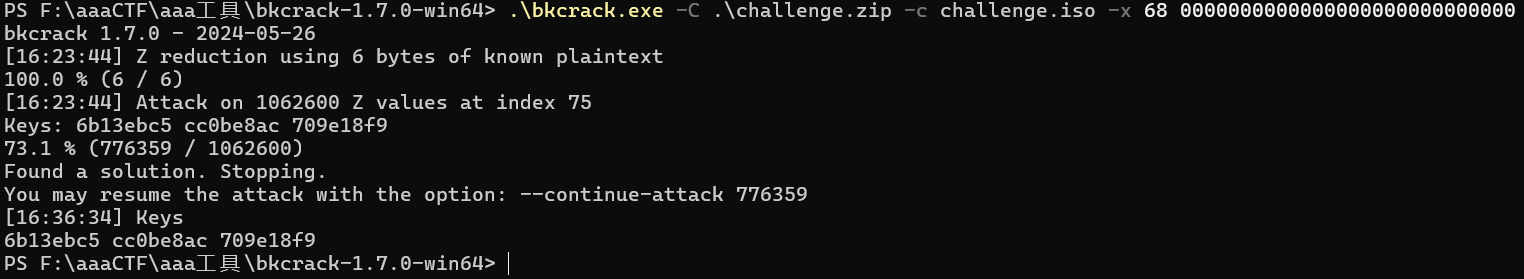 PS F:\aaaCTF\aaa工具\bkcrack-1.7.0-win64> .\bkcrack.exe -C .\challenge.zip -c challenge.iso -x 68 0000000000000000000000000000
bkcrack 1.7.0 - 2024-05-26
[16:23:44] Z reduction using 6 bytes of known plaintext
100.0 % (6 / 6)
[16:23:44] Attack on 1062600 Z values at index 75
Keys: 6b13ebc5 cc0be8ac 709e18f9
73.1 % (776359 / 1062600)
Found a solution. Stopping.
You may resume the attack with the option: --continue-attack 776359
[16:36:34] Keys
6b13ebc5 cc0be8ac 709e18f9
PS F:\aaaCTF\aaa工具\bkcrack-1.7.0-win64>